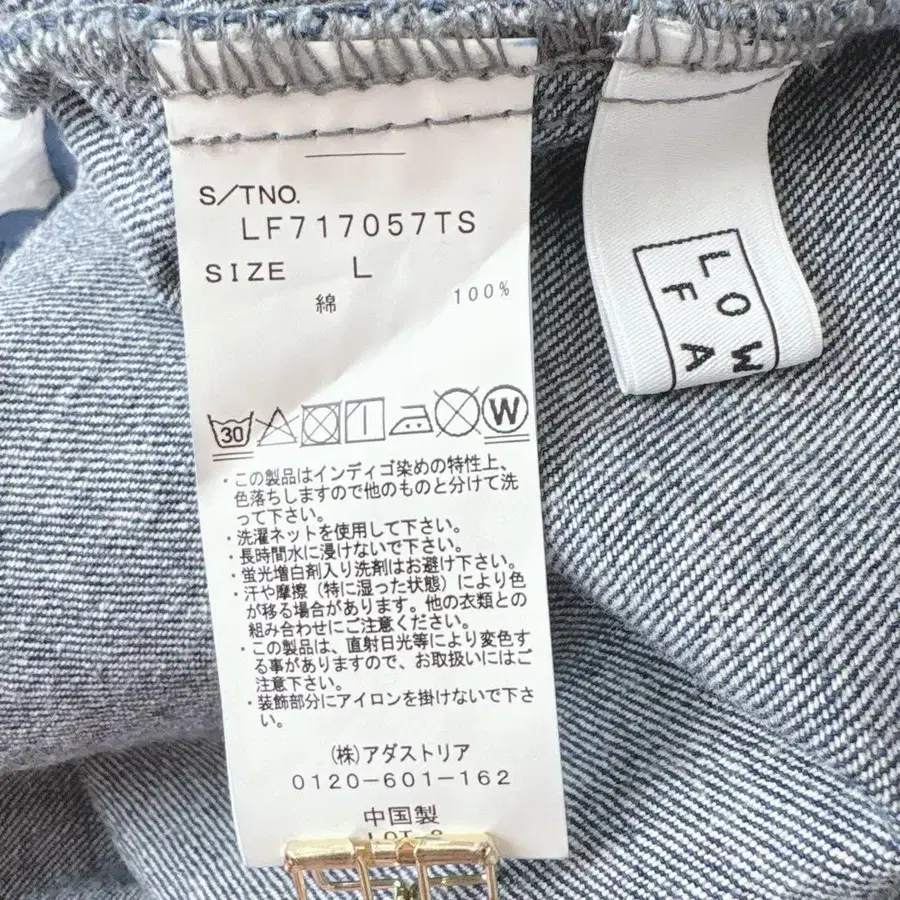 S/TNO.
LF717057TS
SIZE L
綿 100%
30
W
・この製品はインディゴ染めの特性上、
色落ちしますので他のものと分けて洗
って下さい。
・洗濯ネットを使用して下さい。
・長時間水に浸けないで下さい。
・蛍光増白剤入り洗剤はお避け下さい。
・汗や摩擦（特に湿った状態）により色
が移る場合があります。他の衣類との
組み合わせにご注意ください。
・この製品は、直射日光等により変色す
る事がありますので、お取扱いにはご
注意下さい。
・装飾部分にアイロンを掛けないで下さ
い。
(株)アダストリア
0120-601-162
中国製
LOW
FA